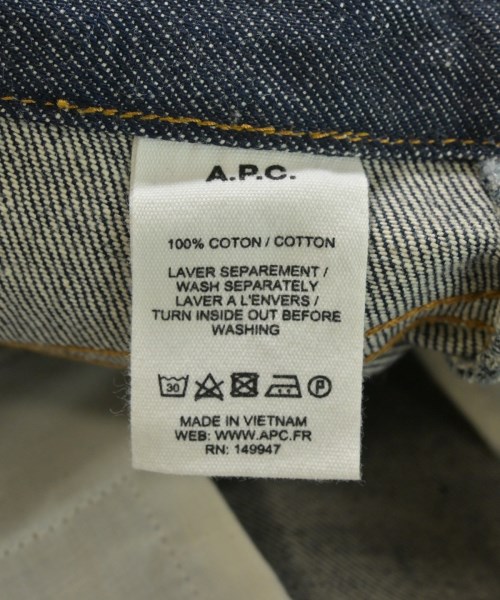 A.P.C.
100% COTON / COTTON
LAVER SEPAREMENT /
WASH SEPARATELY
LAVER A L'ENVERS /
TURN INSIDE OUT BEFORE
WASHING
30 P
MADE IN VIETNAM
WEB: WWW.APC.FR
RN: 149947